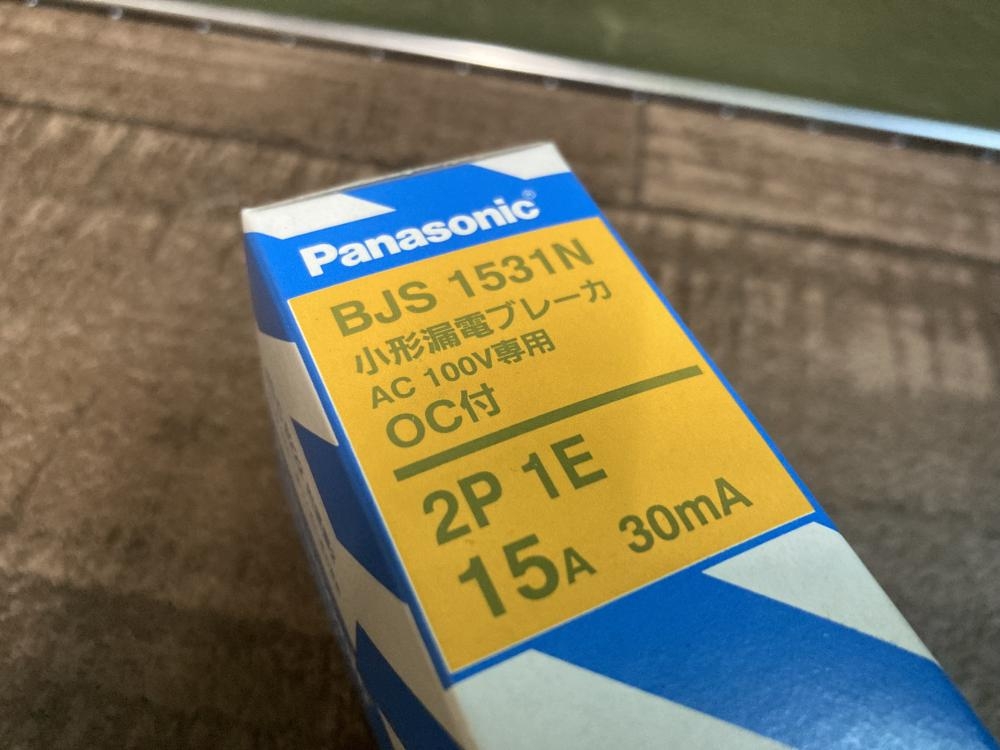 Panasonic®
BJS 1531N
小形漏電ブレーカ
AC 100V専用
OC付
2P 1E
15A 30mA